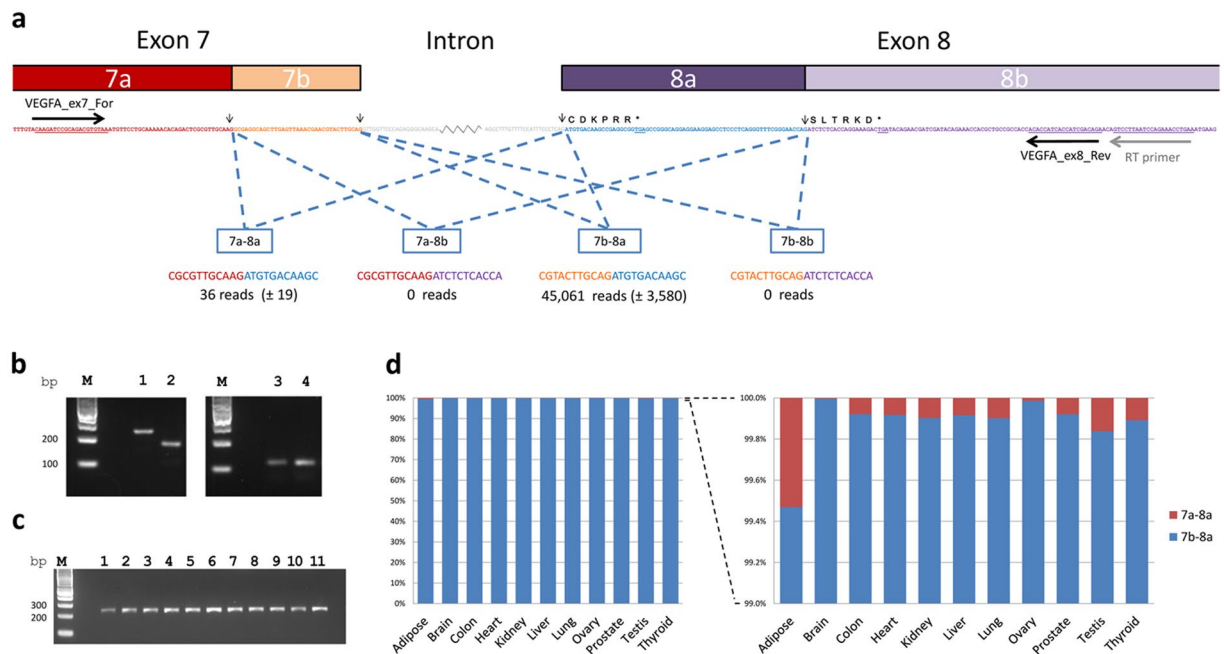 a
Exon 7
Intron
Exon 8
7a
7b
8a
8b
VEGFA_ex7_For
C D K P R R *
S L T R K D *
VEGFA_ex8_Rev
RT primer
7a-8a
7a-8b
7b-8a
7b-8b
CGCGTTGCAAGATGTGACAAGC
CGCGTTGCAAGATCTCTCACCA
CGTACTTGCAGATGTGACAAGC
CGTACTTGCAGATCTCTCACCA
36 reads (± 19)
0 reads
45,061 reads (± 3,580)
0 reads
b
bp
M
1
2
M
3
4
200
100
c
bp
M
1 2 3 4 5 6 7 8 9 10 11
300
200
d
100%
90%
80%
70%
60%
50%
40%
30%
20%
10%
0%
Adipose
Brain
Colon
Heart
Kidney
Liver
Lung
Ovary
Prostate
Testis
Thyroid
100.0%
99.8%
99.6%
99.4%
99.2%
99.0%
Adipose
Brain
Colon
Heart
Kidney
Liver
Lung
Ovary
Prostate
Testis
Thyroid
7a-8a
7b-8a